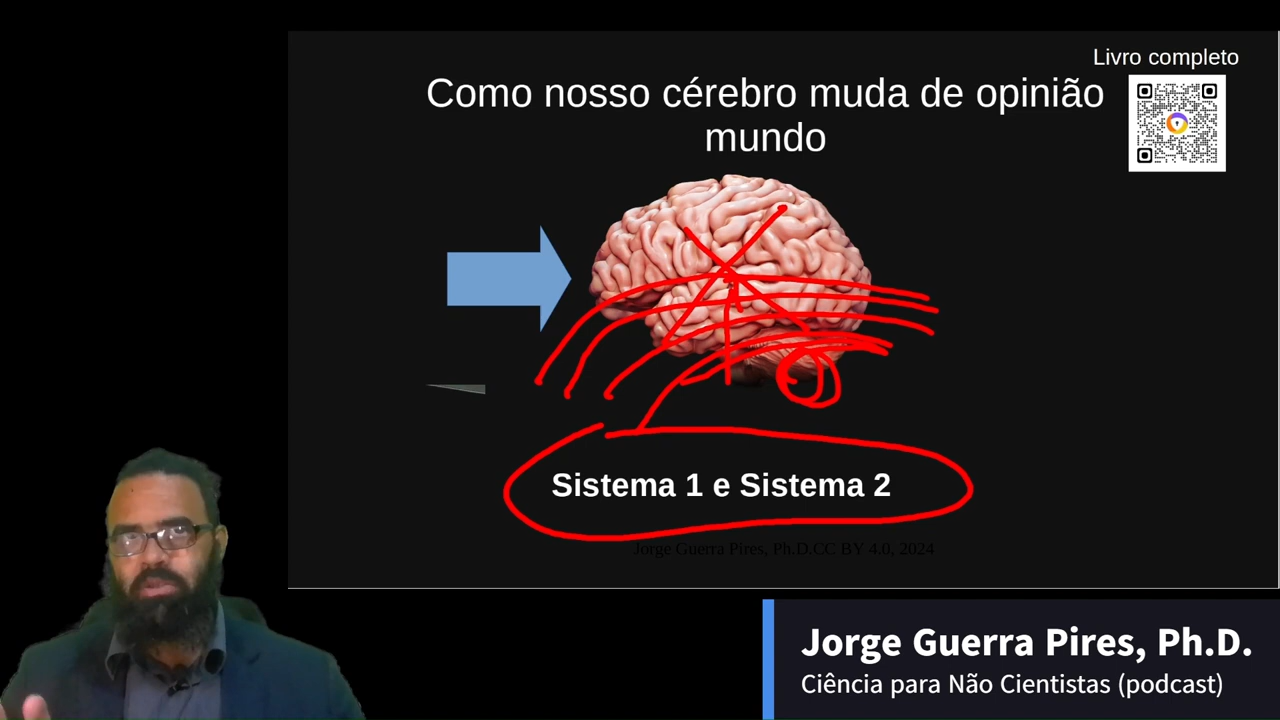 Livro completo
Como nosso cérebro muda de opinião
mundo
Sistema 1 e Sistema 2
Jorge Guerra Pires, Ph.D.CC BY 4.0, 2024
Jorge Guerra Pires, Ph.D.
Ciência para Não Cientistas (podcast)